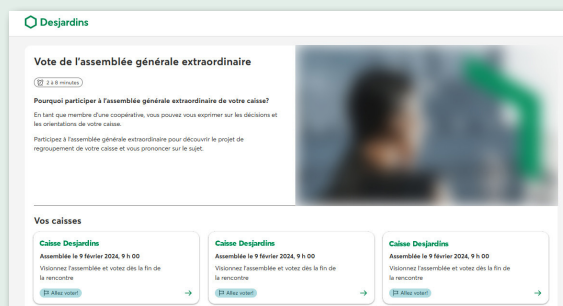 Desjardins
Vote de l'assemblée générale extraordinaire
2 à 6 minutes
Pourquoi participer à l'assemblée générale extraordinaire de votre caisse?
En tant que membre d'une coopérative, vous pouvez vous exprimer sur les décisions et
les orientations de votre caisse.
Participez à l'assemblée générale extraordinaire pour découvrir le projet de
regroupement de votre caisse et vous prononcer sur le sujet.
Vos caisses
Caisse Desjardins
Assemblée le 9 février 2024, 9 h 00
Visionnez l'assemblée et votez dès la fin de
la rencontre
Allez voter!
Caisse Desjardins
Assemblée le 9 février 2024, 9 h 00
Visionnez l'assemblée et votez dès la fin de
la rencontre
Allez voter!
Caisse Desjardins
Assemblée le 9 février 2024, 9 h 00
Visionnez l'assemblée et votez dès la fin de
la rencontre
Allez voter!